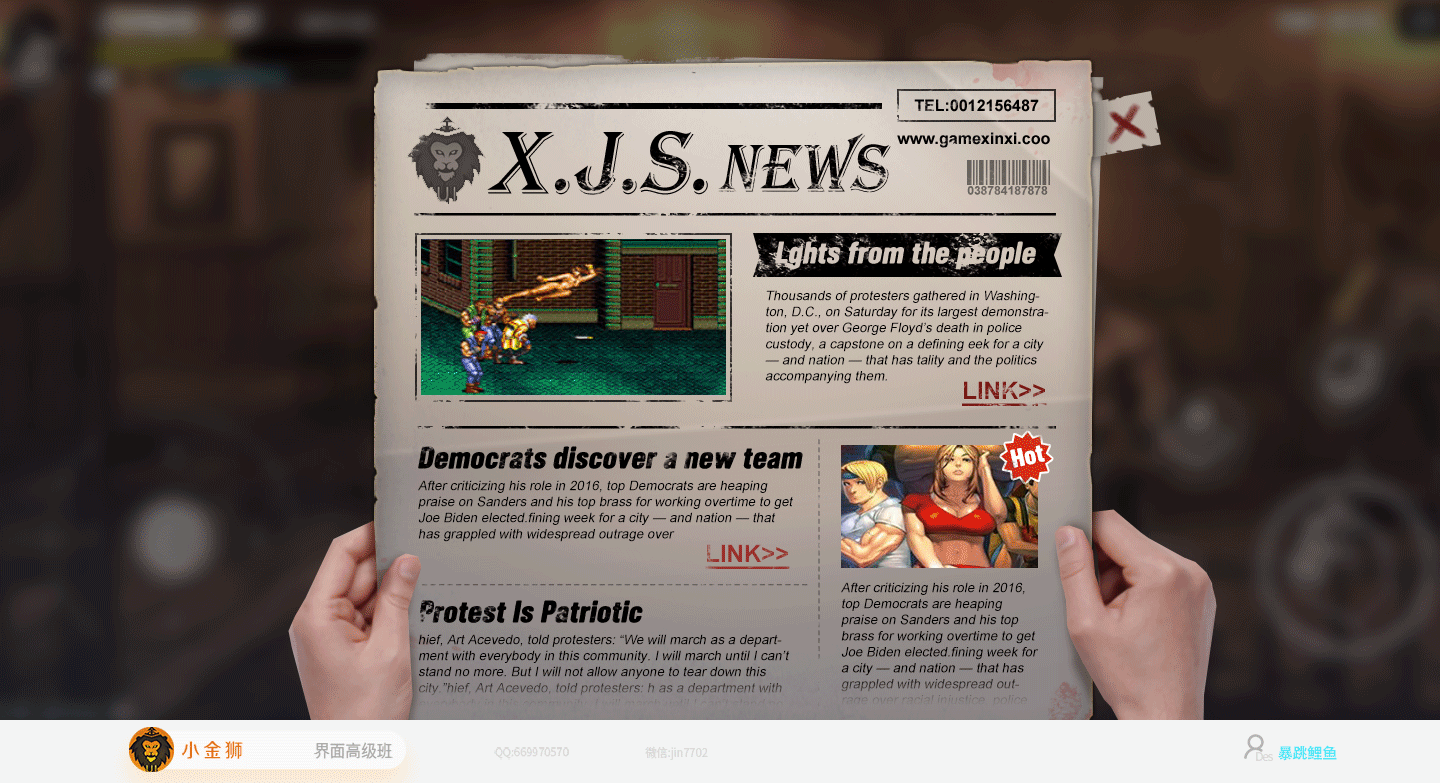 TEL:0012156487
X.J.S. NEWS
www.gamexinxi.coo
038784187878
Lghts from the people
Thousands of protesters gathered in Washing-
ton, D.C., on Saturday for its largest demonstra-
tion yet over George Floyd's death in police
custody, a capstone on a defining eek for a city
— and nation — that has tality and the politics
accompanying them.
LINK>>
Democrats discover a new team
After criticizing his role in 2016, top Democrats are heaping
praise on Sanders and his top brass for working overtime to get
Joe Biden elected.fining week for a city — and nation — that
has grappled with widespread outrage over
LINK>>
Protest Is Patriotic
hief, Art Acevedo, told protesters: “We will march as a depart-
ment with everybody in this community. I will march until I can’t
stand no more. But I will not allow anyone to tear down this
city.”hief, Art Acevedo, told protesters: h as a department with
Hot
After criticizing his role in 2016,
top Democrats are heaping
praise on Sanders and his top
brass for working overtime to get
Joe Biden elected.fining week for
a city — and nation — that has
grappled with widespread out-
rage over racial injustice, police
小金狮
界面高级班
QQ:669970570
微信:jin7702
Des
暴跳鲤鱼